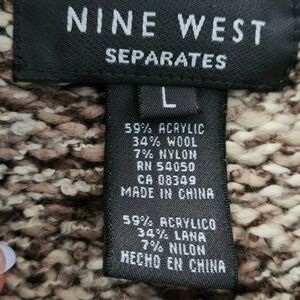 NINE WEST
SEPARATES
L
59% ACRYLIC
34% WOOL
7% NYLON
RN 54050
CA 08349
MADE IN CHINA
59% ACRYLICO
34% LANA
7% NILON
HECHO EN CHINA